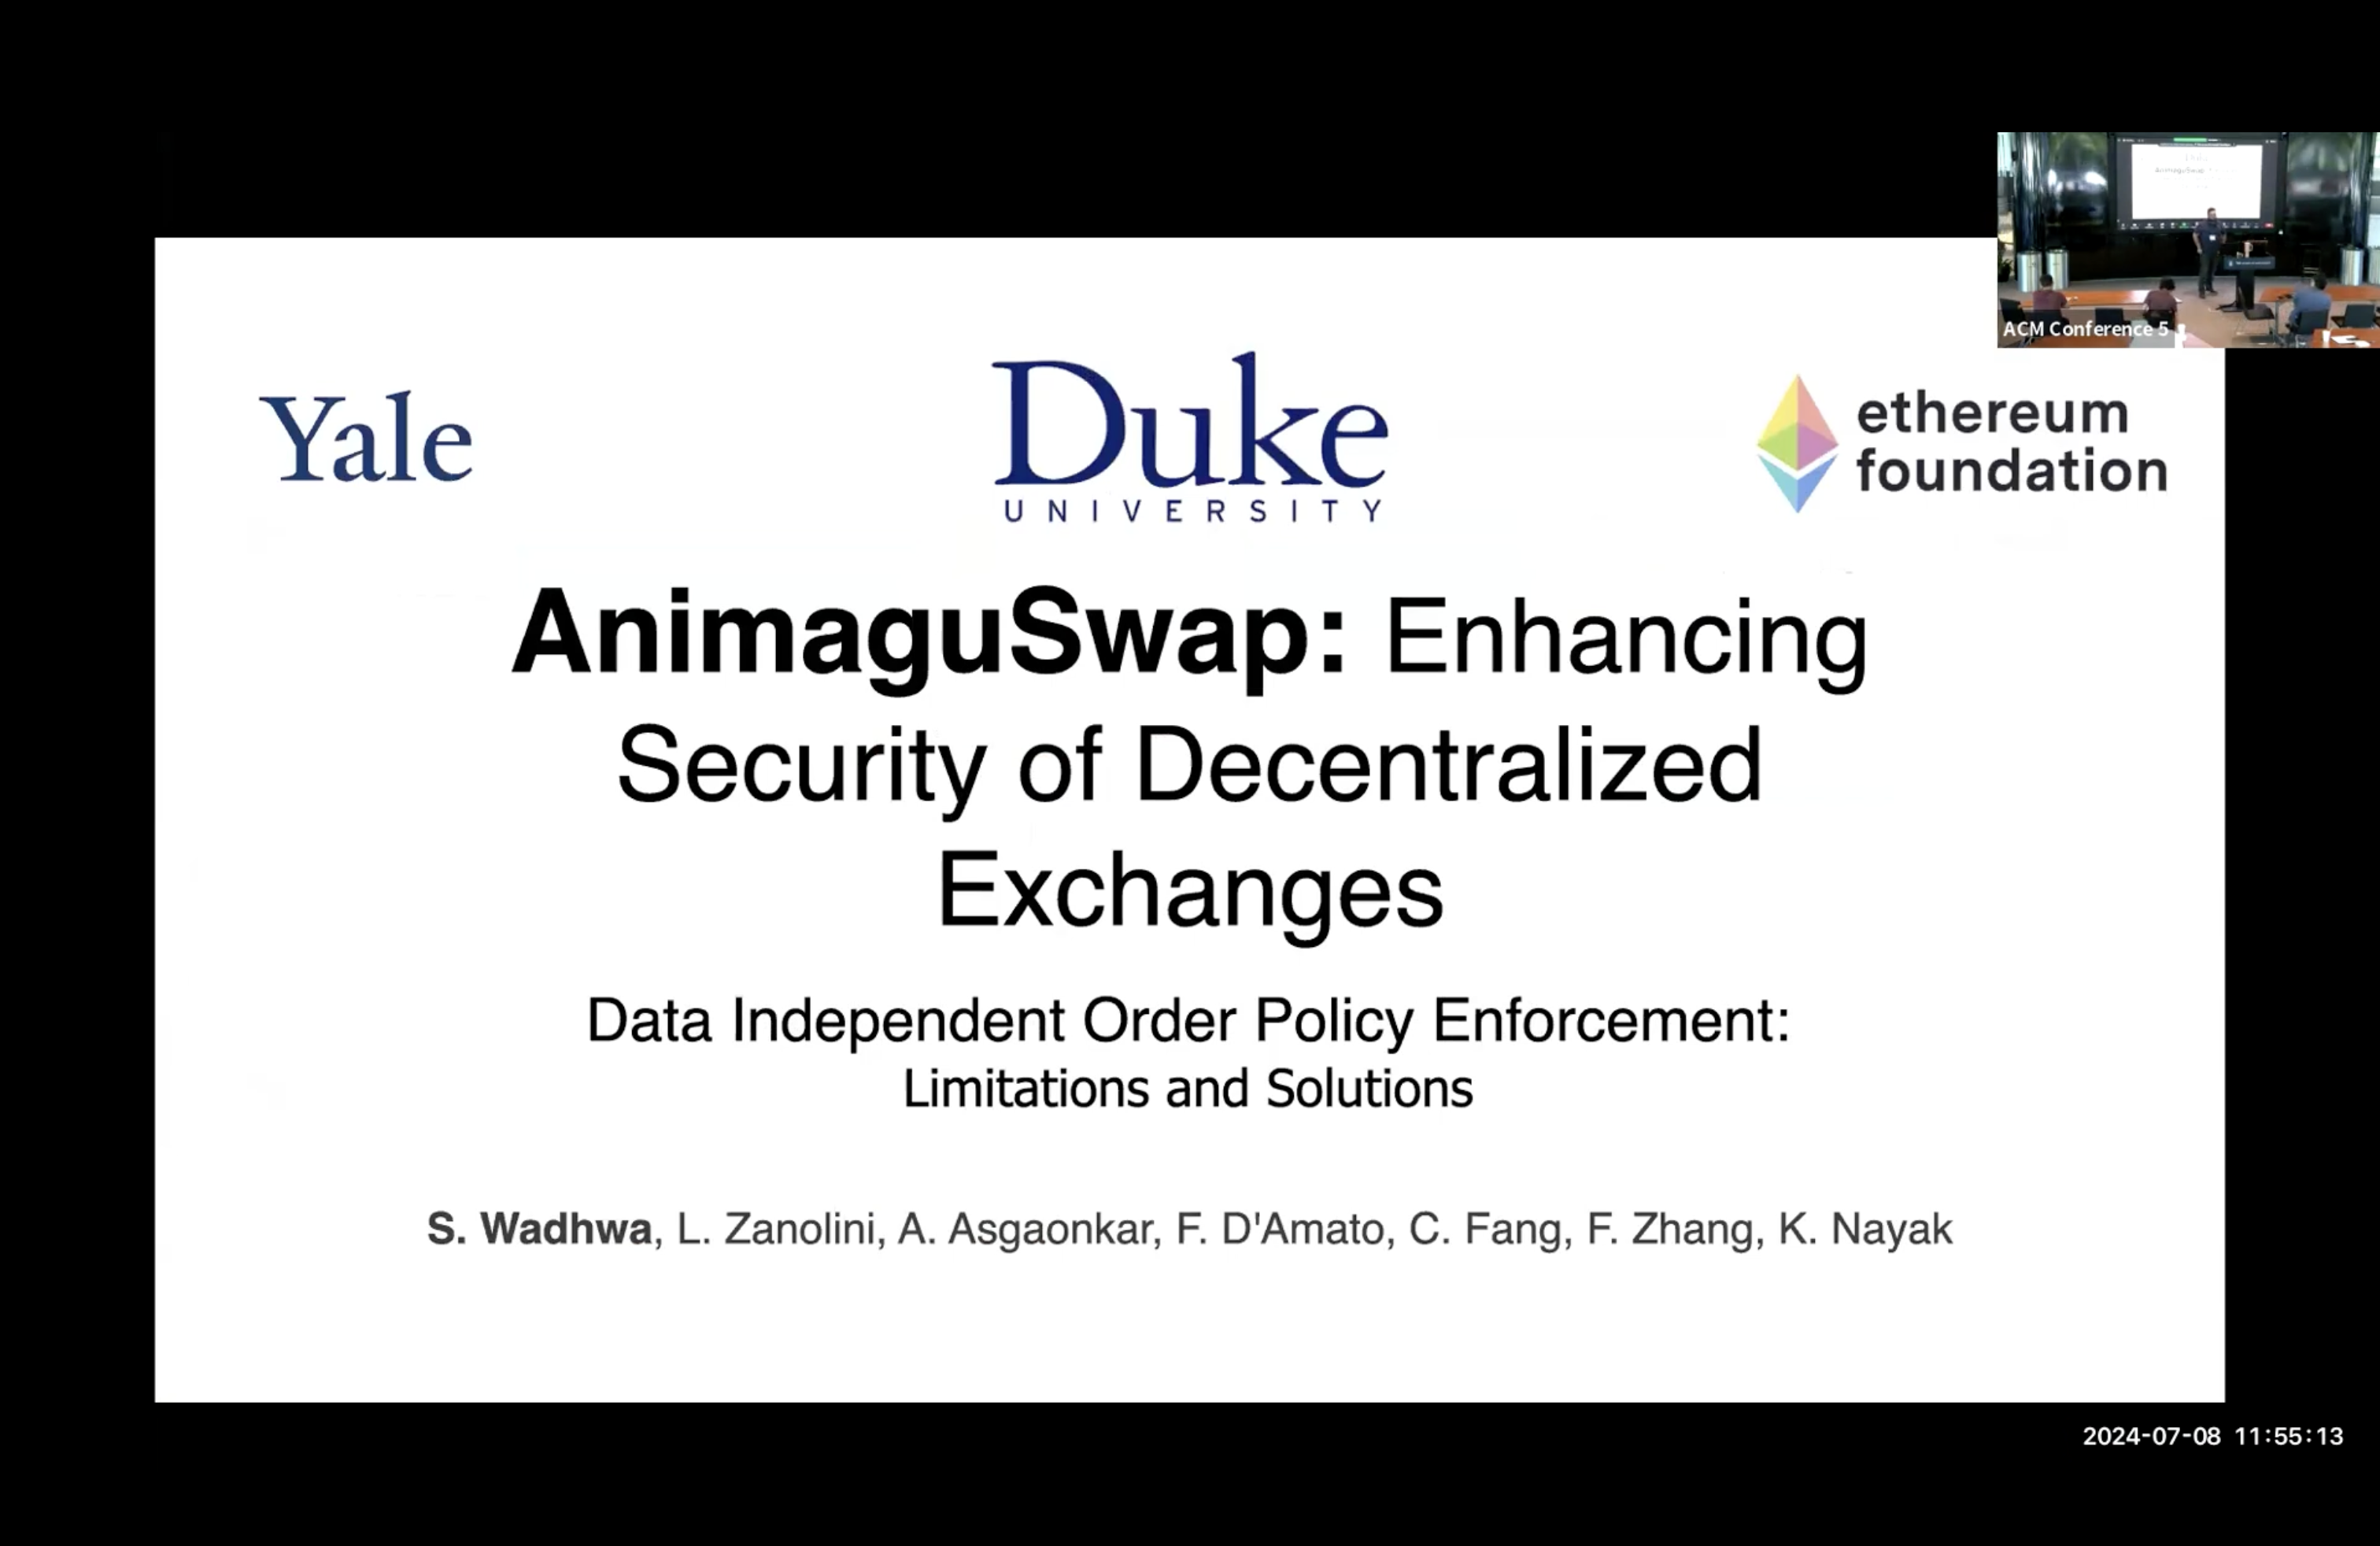 Yale
Duke
UNIVERSITY
ethereum
foundation
ACM Conference 5
AnimaguSwap: Enhancing
Security of Decentralized
Exchanges
Data Independent Order Policy Enforcement:
Limitations and Solutions
S. Wadhwa, L. Zanolini, A. Asgaonkar, F. D'Amato, C. Fang, F. Zhang, K. Nayak
2024-07-08 11:55:13